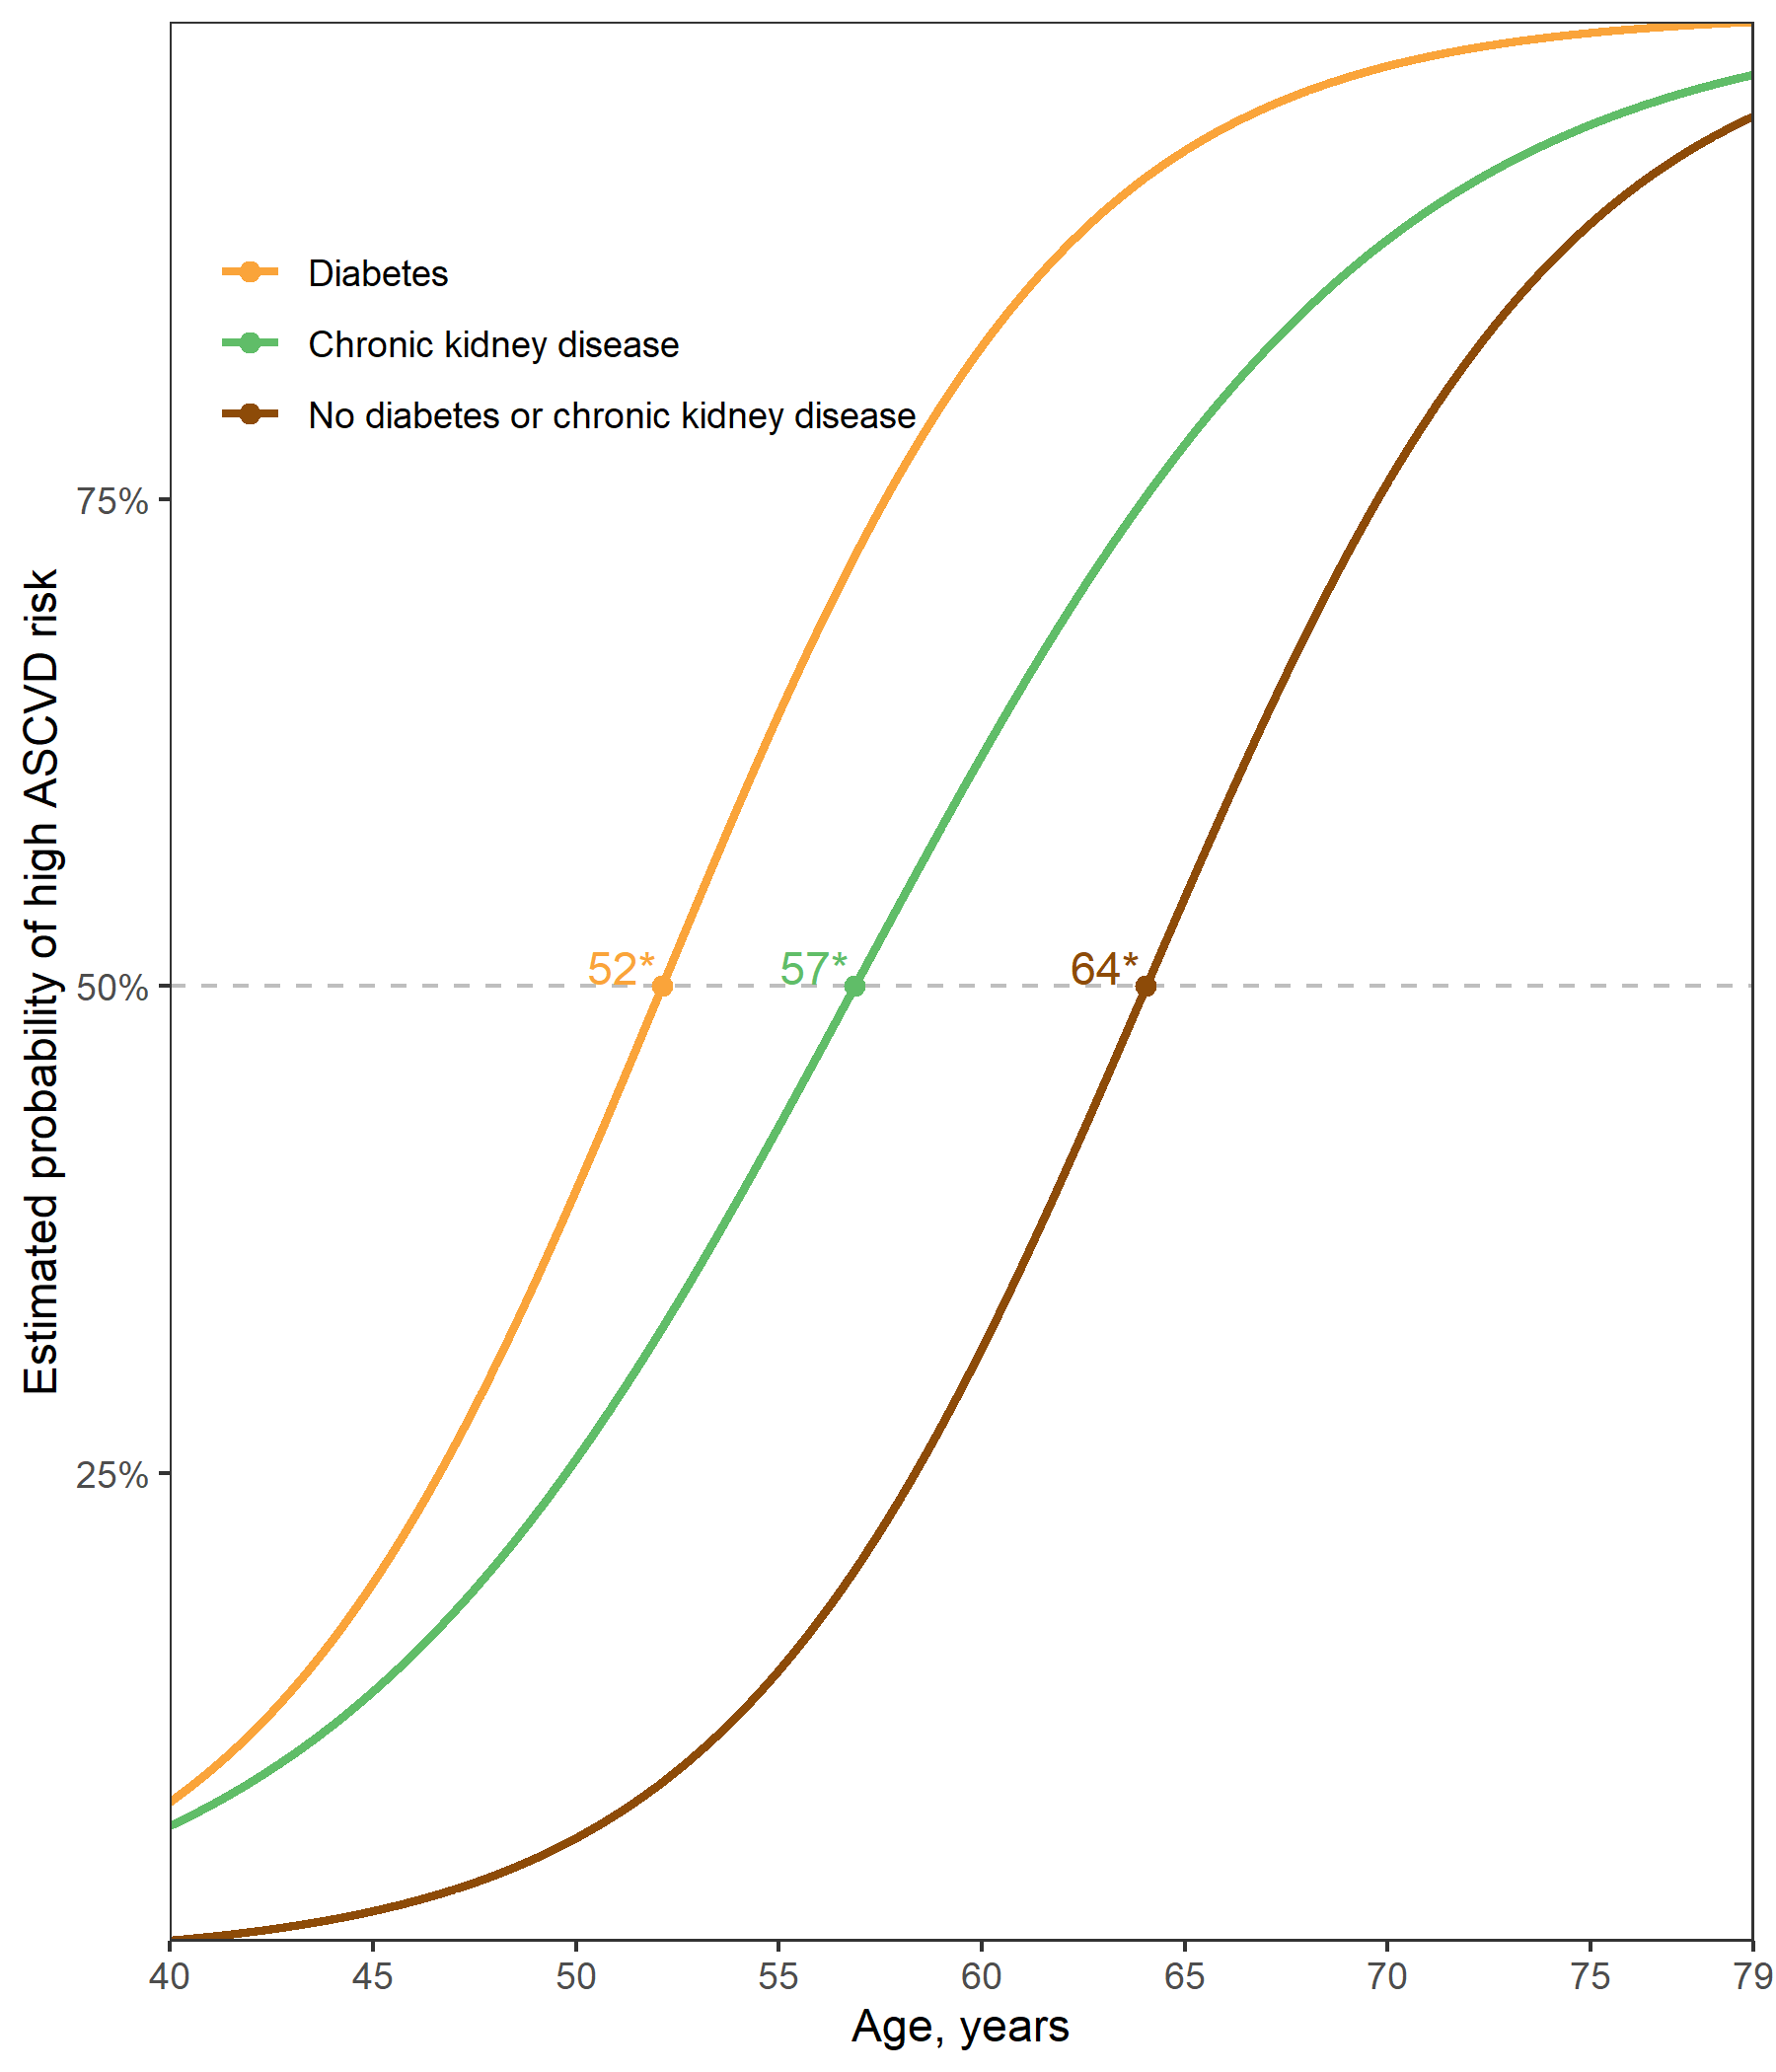 Diabetes
Chronic kidney disease
No diabetes or chronic kidney disease
Estimated probability of high ASCVD risk
75%
50%
25%
52*
57*
64*
40 45 50 55 60 65 70 75 79
Age, years